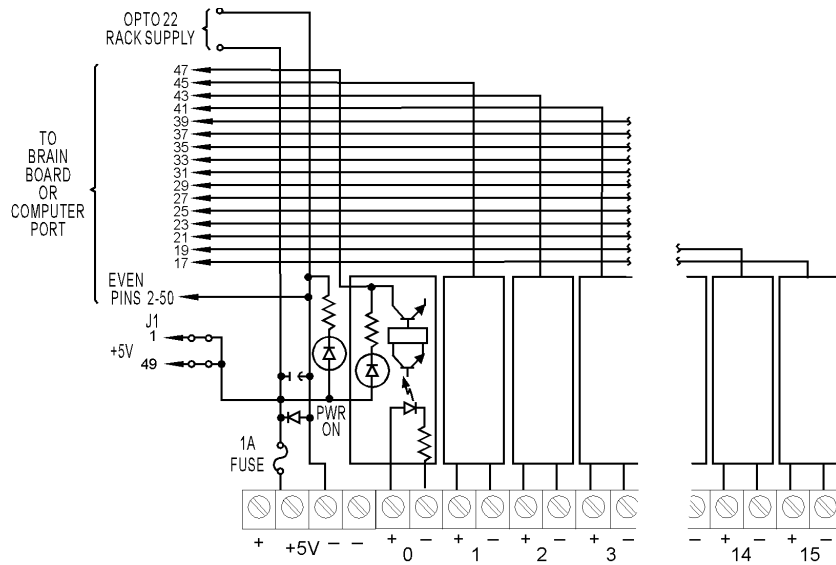 OPTO 22
RACK SUPPLY
47
45
43
41
39
37
35
33
31
29
27
25
23
21
19
17
TO
BRAIN
BOARD
OR
COMPUTER
PORT
EVEN
PINS 2-50
J1
1
+5V
49
PWR
ON
1A
FUSE
+ +5V – –
+ 0 –
+ 1 –
+ 2 –
+ 3 –
–
+ 14 –
+ 15 –